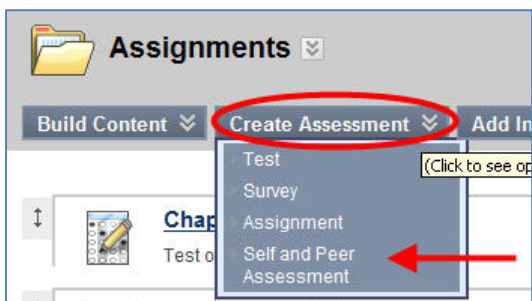 Assignments
Build Content
Create Assessment
Add In
Test
(Click to see op
Survey
Chap
Assignment
Test o
Self and Peer
Assessment